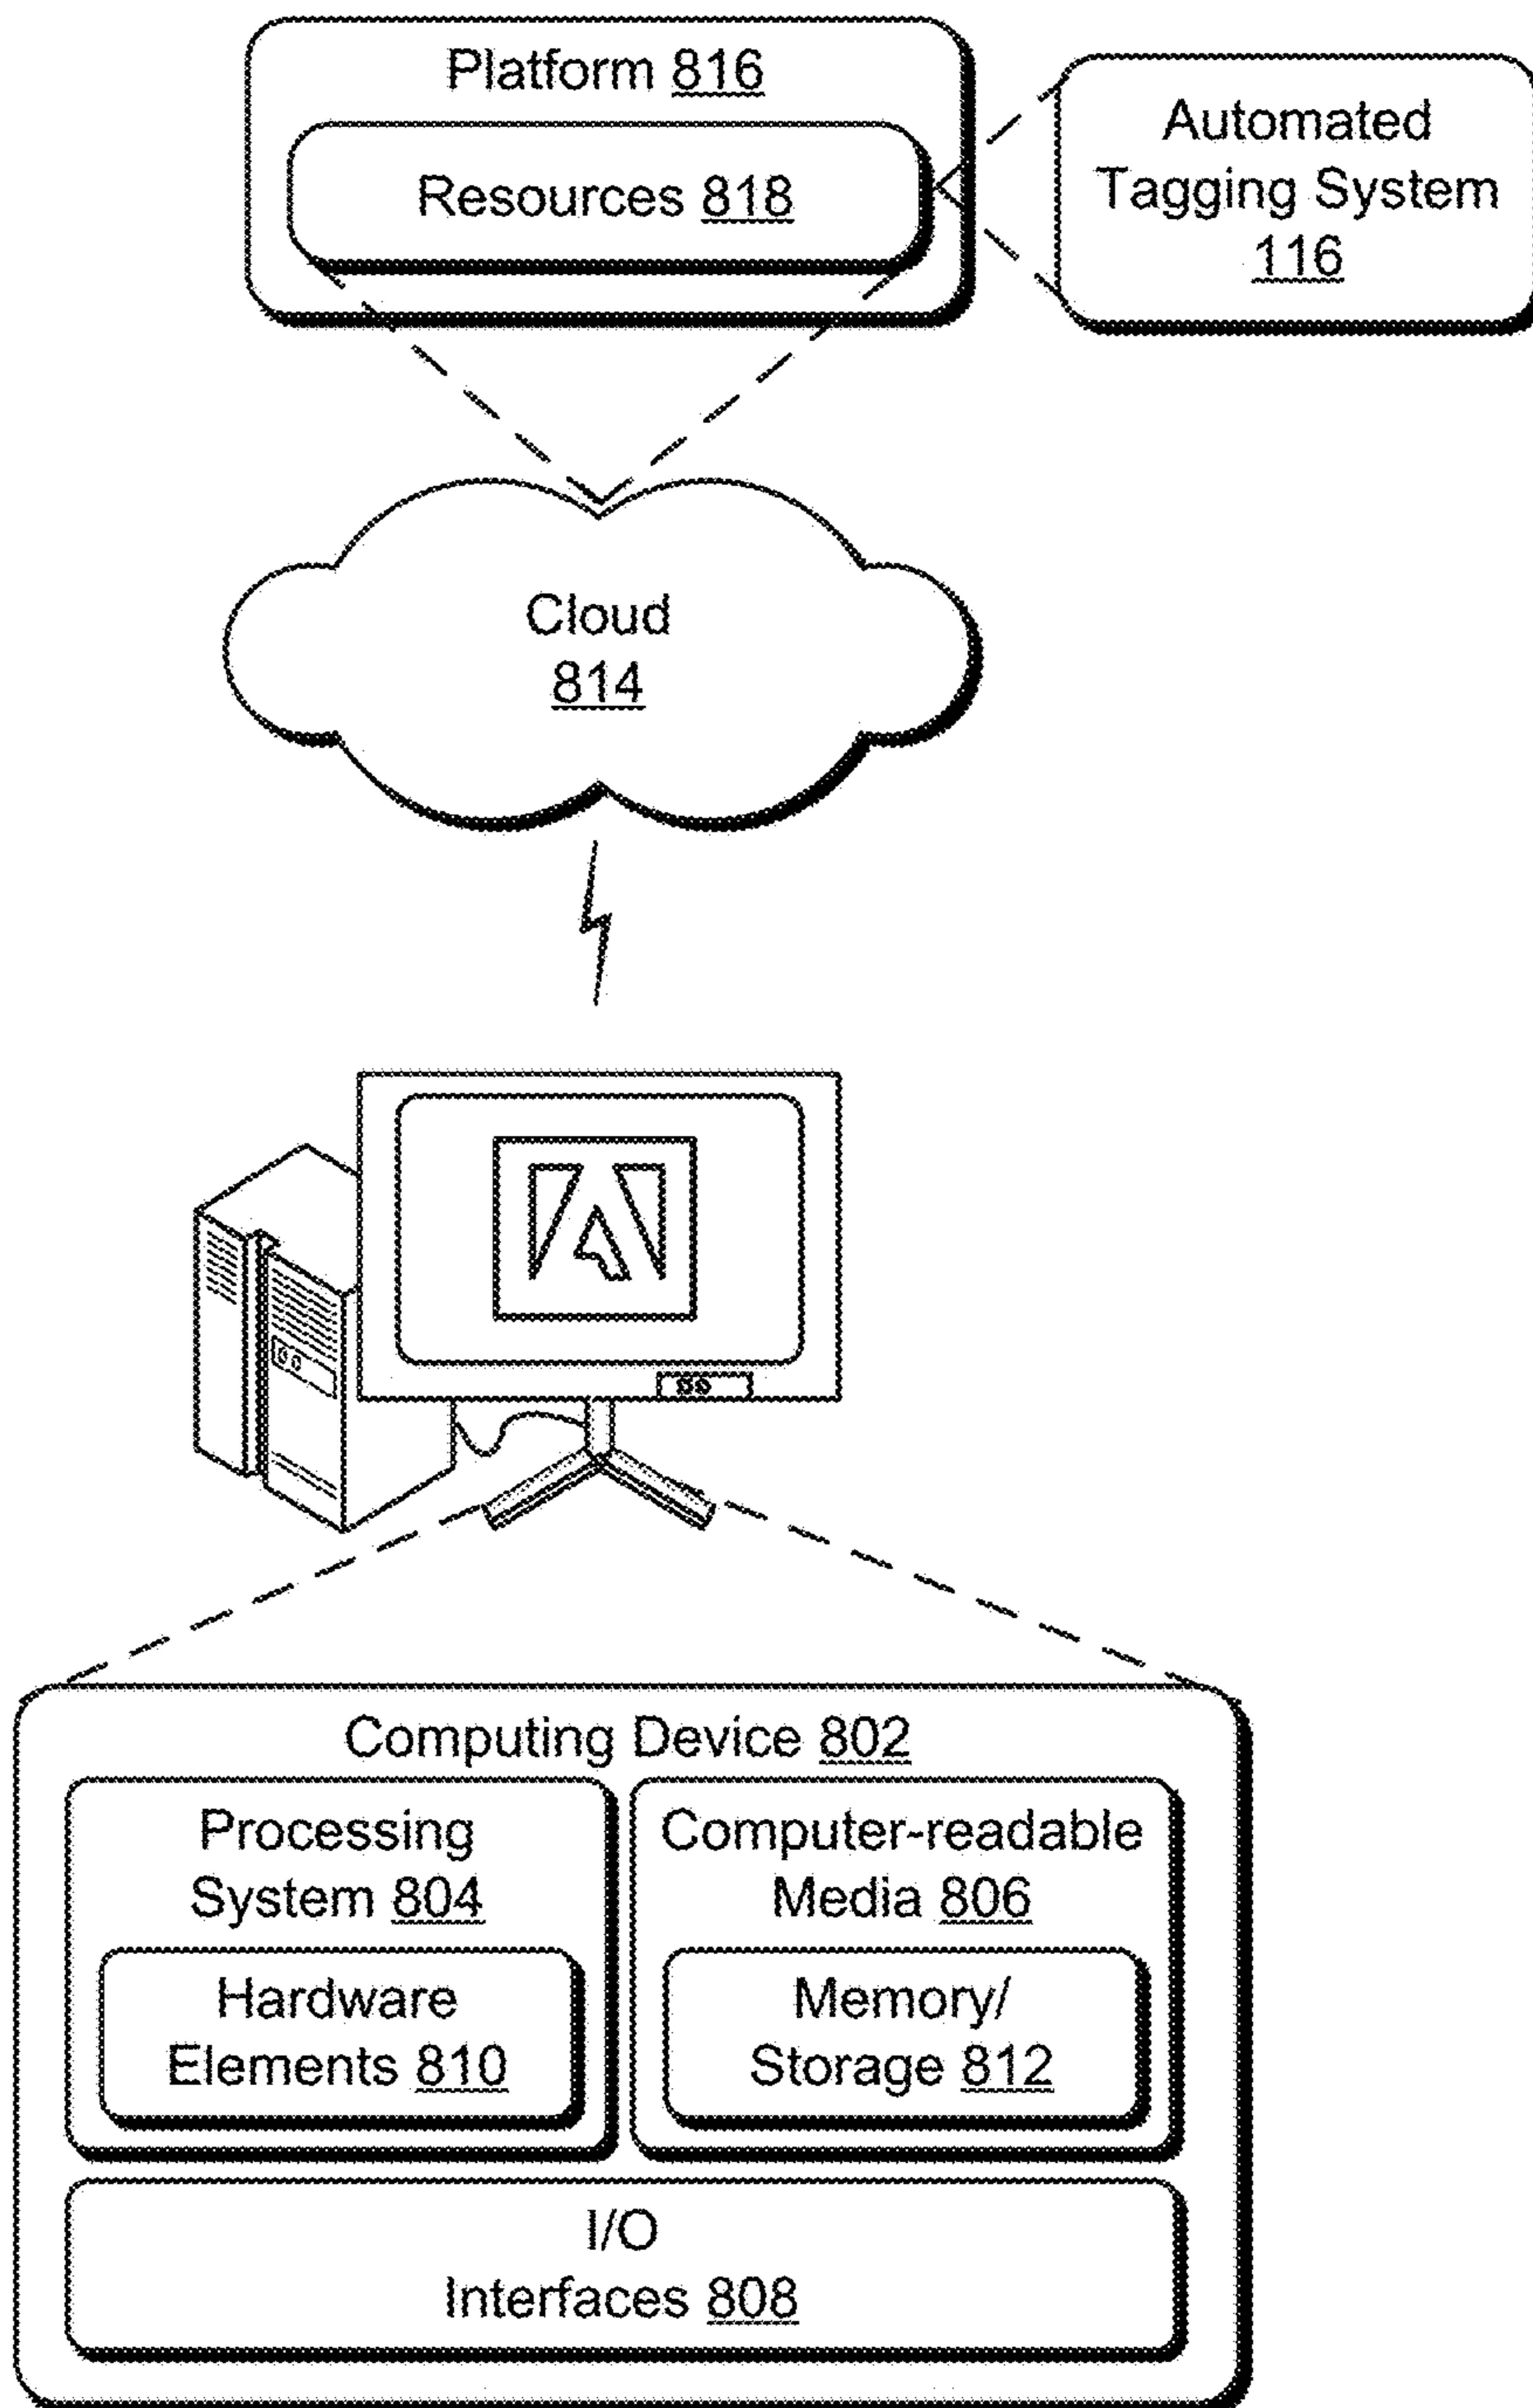 Platform 816
Resources 818
Automated
Tagging System
116
Cloud
814
Computing Device 802
Processing
System 804
Hardware
Elements 810
Computer-readable
Media 806
Memory/
Storage 812
I/O
Interfaces 808